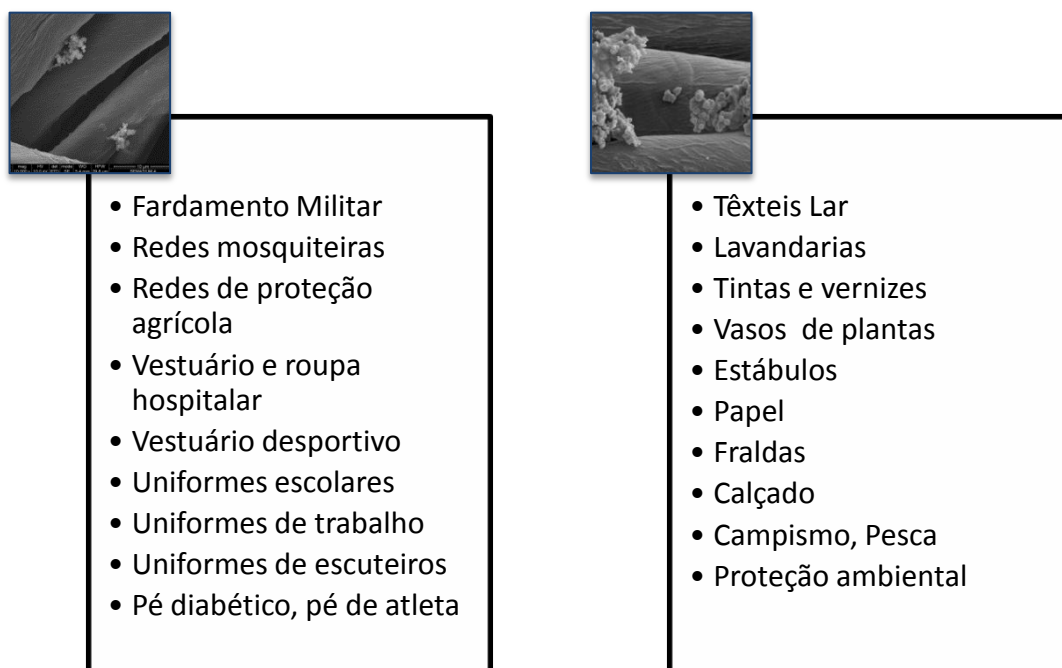 • Fardamento Militar
• Redes mosquiteiras
• Redes de proteção
agrícola
• Vestuário e roupa
hospitalar
• Vestuário desportivo
• Uniformes escolares
• Uniformes de trabalho
• Uniformes de escuteiros
• Pé diabético, pé de atleta
• Têxteis Lar
• Lavandarias
• Tintas e vernizes
• Vasos de plantas
• Estábulos
• Papel
• Fraldas
• Calçado
• Campismo, Pesca
• Proteção ambiental